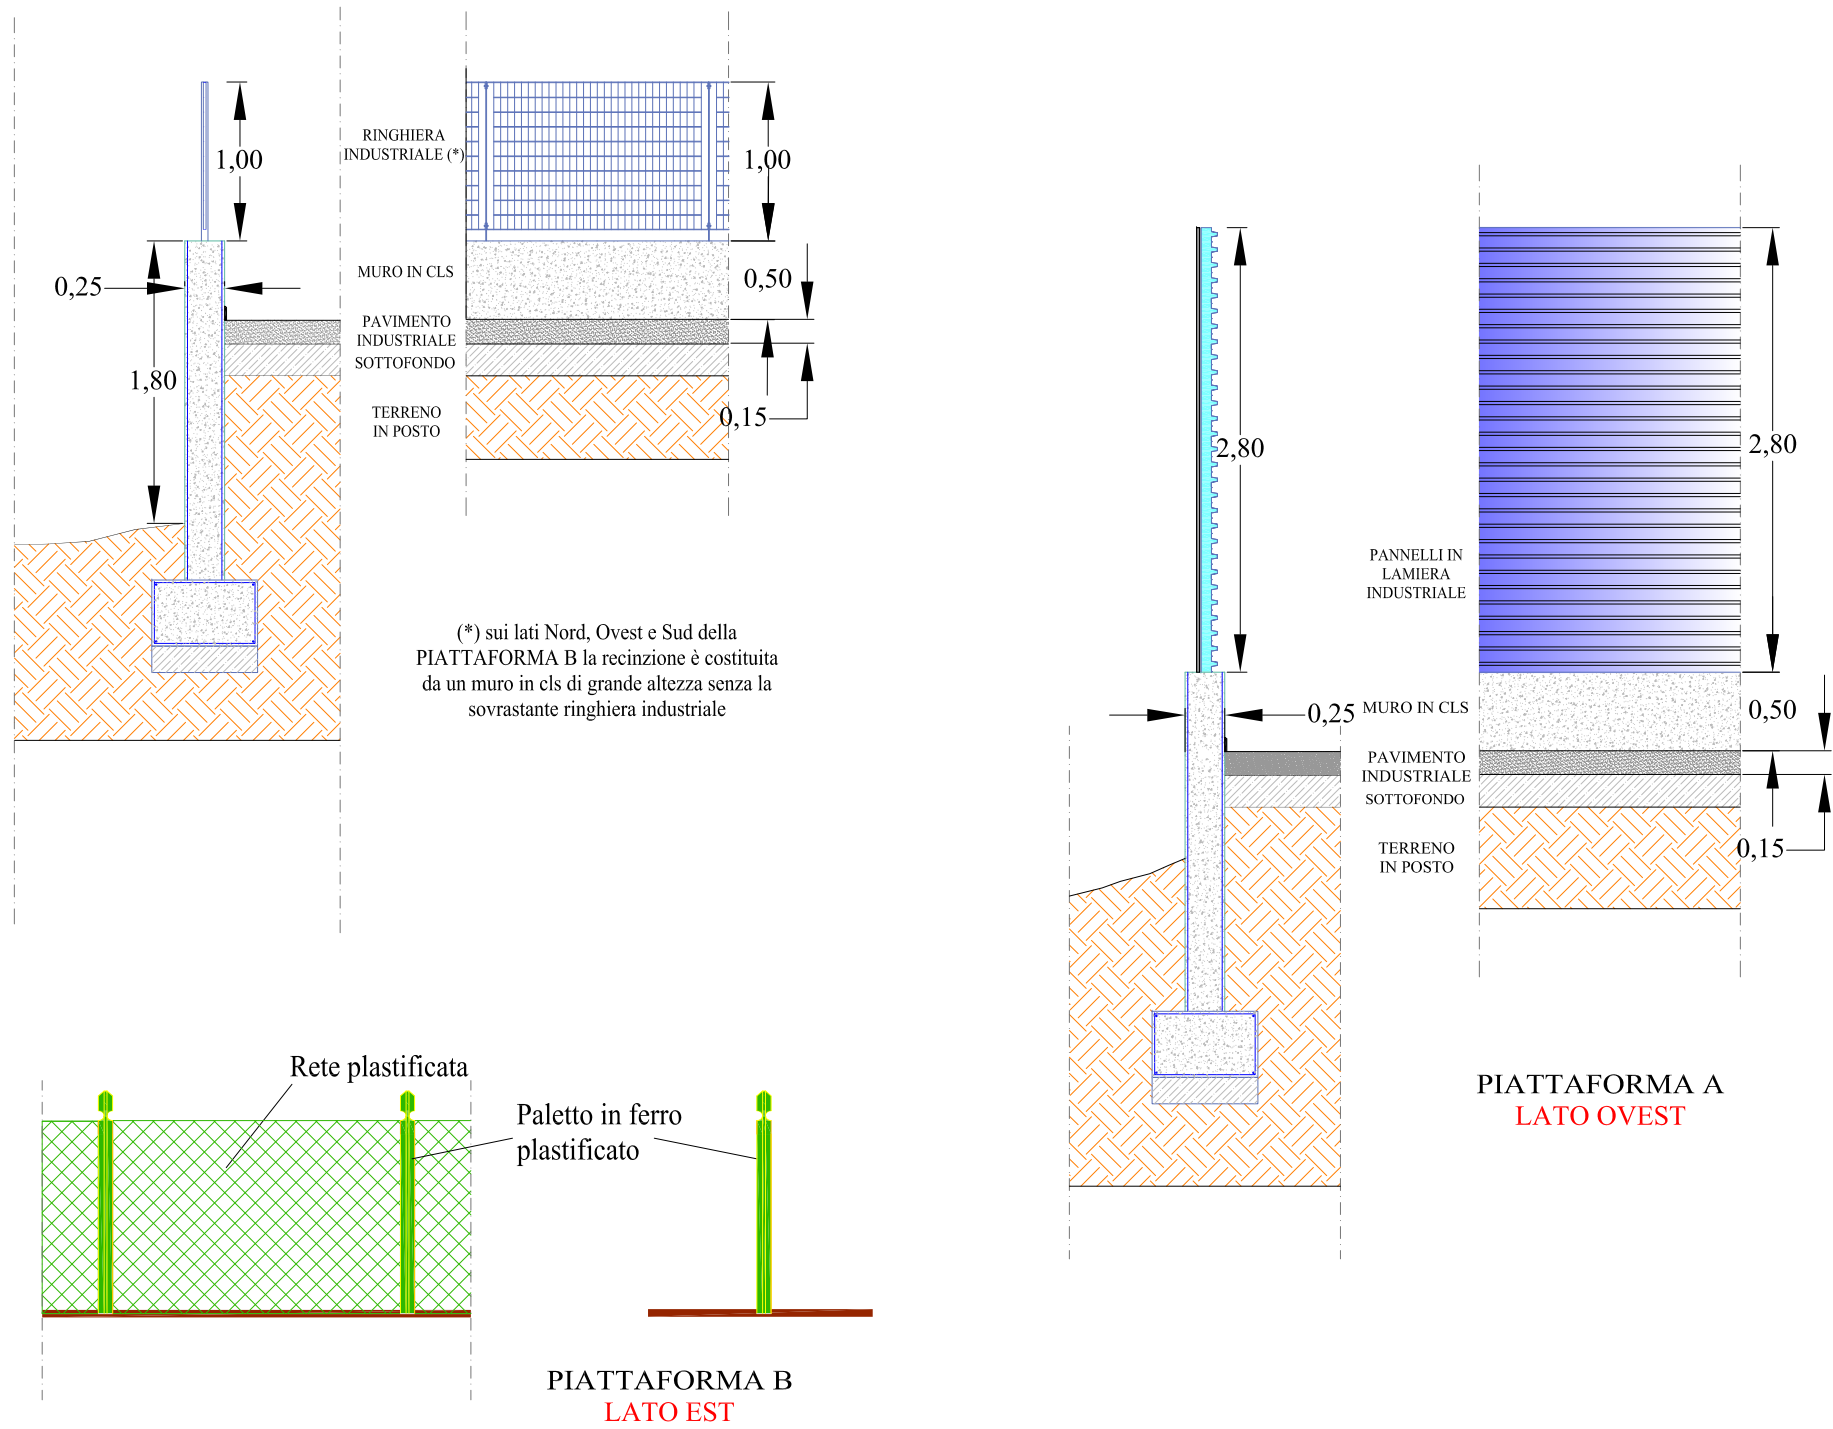 1,00
0,25
1,80
RINGHIERA
INDUSTRIALE (*)
MURO IN CLS
PAVIMENTO
INDUSTRIALE
SOTTOFONDO
TERRENO
IN POSTO
1,00
0,50
0,15
(*) sui lati Nord, Ovest e Sud della
PIATTAFORMA B la recinzione è costituita
da un muro in cls di grande altezza senza la
sovrastante ringhiera industriale
2,80
0,25
PANNELLI IN
LAMIERA
INDUSTRIALE
MURO IN CLS
PAVIMENTO
INDUSTRIALE
SOTTOFONDO
TERRENO
IN POSTO
2,80
0,50
0,15
PIATTAFORMA A
LATO OVEST
Rete plastificata
Paletto in ferro
plastificato
PIATTAFORMA B
LATO EST